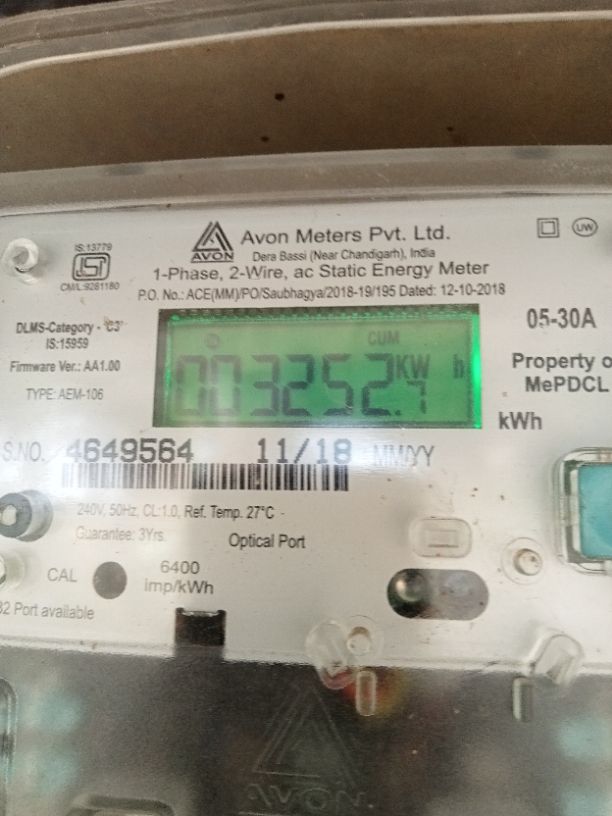 Avon Meters Pvt. Ltd.
AVON
Dera Bassi (Near Chandigarh), India
UW
IS:13779
ISI
CM/L:9281180
1-Phase, 2-Wire, ac Static Energy Meter
P.O. No.: ACE(MM)/PO/Saubhagya/2018-19/195 Dated: 12-10-2018
DLMS-Category - 'C3'
IS:15959
Firmware Ver.: AA1.00
TYPE: AEM-106
CUM
003252.7 KW h
05-30A
Property o
MePDCL
kWh
S.NO. 4649564 11/18 MM/YY
240V, 50Hz, CL:1.0, Ref. Temp. 27°C
Guarantee: 3Yrs.
Optical Port
CAL
6400
imp/kWh
32 Port available
AVON